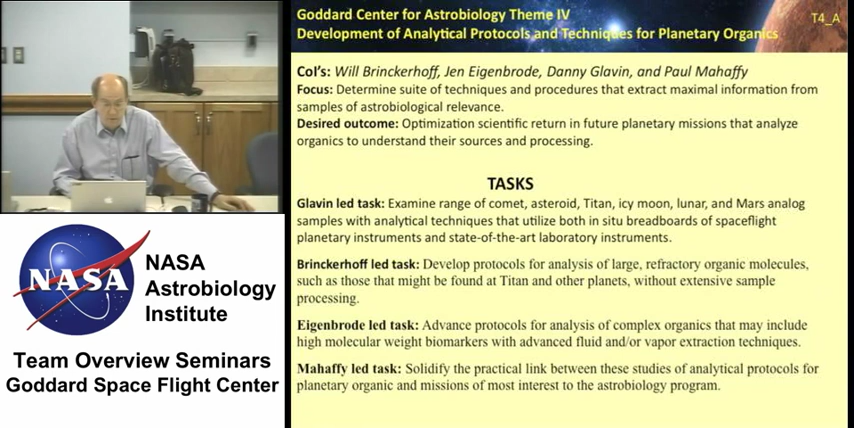 Goddard Center for Astrobiology Theme IV
T4_A
Development of Analytical Protocols and Techniques for Planetary Organics
CoI's: Will Brinckerhoff, Jen Eigenbrode, Danny Glavin, and Paul Mahaffy
Focus: Determine suite of techniques and procedures that extract maximal information from
samples of astrobiological relevance.
Desired outcome: Optimization scientific return in future planetary missions that analyze
organics to understand their sources and processing.
TASKS
Glavin led task: Examine range of comet, asteroid, Titan, icy moon, lunar, and Mars analog
samples with analytical techniques that utilize both in situ breadboards of spaceflight
planetary instruments and state-of-the-art laboratory instruments.
Brinckerhoff led task: Develop protocols for analysis of large, refractory organic molecules,
such as those that might be found at Titan and other planets, without extensive sample
processing.
Eigenbrode led task: Advance protocols for analysis of complex organics that may include
high molecular weight biomarkers with advanced fluid and/or vapor extraction techniques.
Mahaffy led task: Solidify the practical link between these studies of analytical protocols for
planetary organic and missions of most interest to the astrobiology program.
NASA
NASA
Astrobiology
Institute
Team Overview Seminars
Goddard Space Flight Center